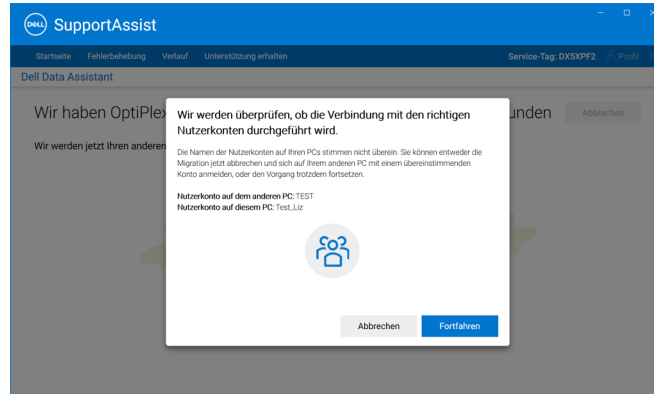 DELL SupportAssist
Startseite Fehlerbehebung Verlauf Unterstützung erhalten Service-Tag: DX5XPF2 Profil
Dell Data Assistant
Wir haben OptiPlex unden Abbrechen
Wir werden jetzt Ihren anderen
Wir werden überprüfen, ob die Verbindung mit den richtigen
Nutzerkonten durchgeführt wird.
Die Namen der Nutzerkonten auf Ihren PCs stimmen nicht überein. Sie können entweder die
Migration jetzt abbrechen und sich auf Ihrem anderen PC mit einem übereinstimmenden
Konto anmelden, oder den Vorgang trotzdem fortsetzen.
Nutzerkonto auf dem anderen PC: TEST
Nutzerkonto auf diesem PC: Test_Liz
Abbrechen Fortfahren